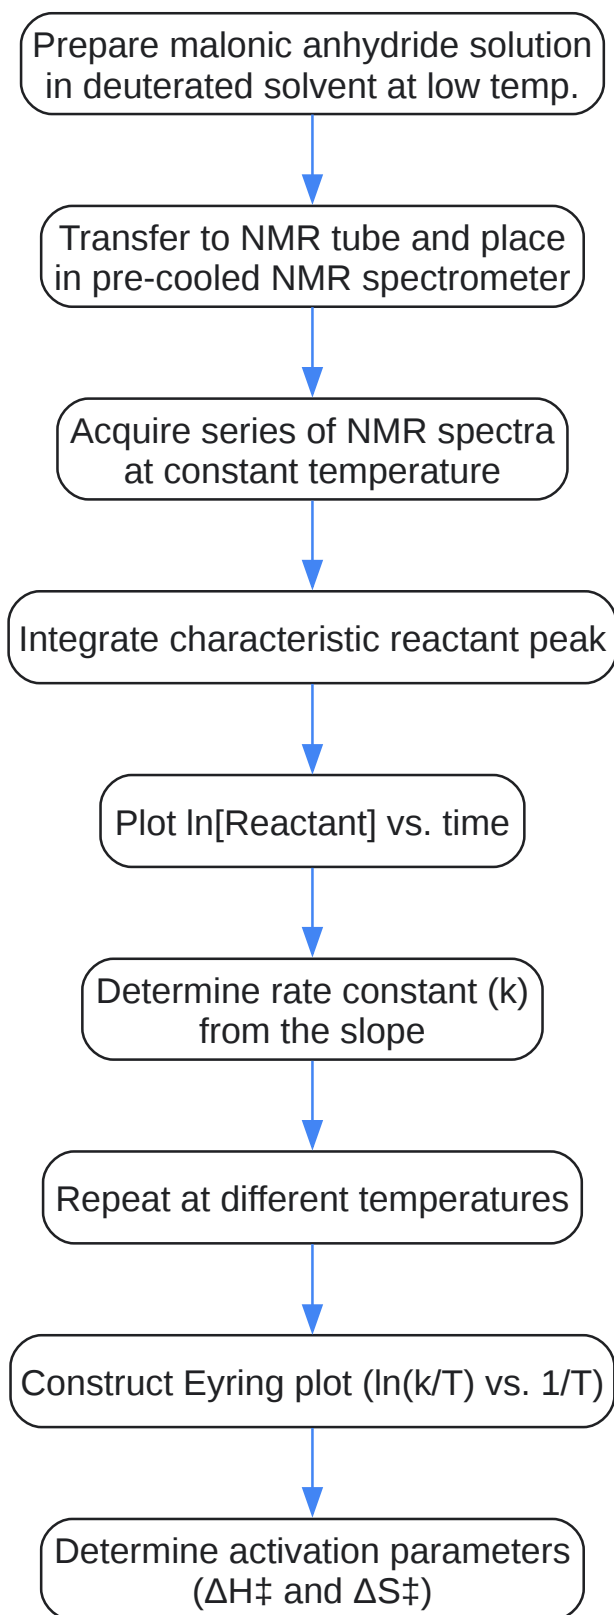 Prepare malonic anhydride solution
in deuterated solvent at low temp.
Transfer to NMR tube and place
in pre-cooled NMR spectrometer
Acquire series of NMR spectra
at constant temperature
Integrate characteristic reactant peak
Plot ln[Reactant] vs. time
Determine rate constant (k)
from the slope
Repeat at different temperatures
Construct Eyring plot (ln(k/T) vs. 1/T)
Determine activation parameters
(ΔH‡ and ΔS‡)